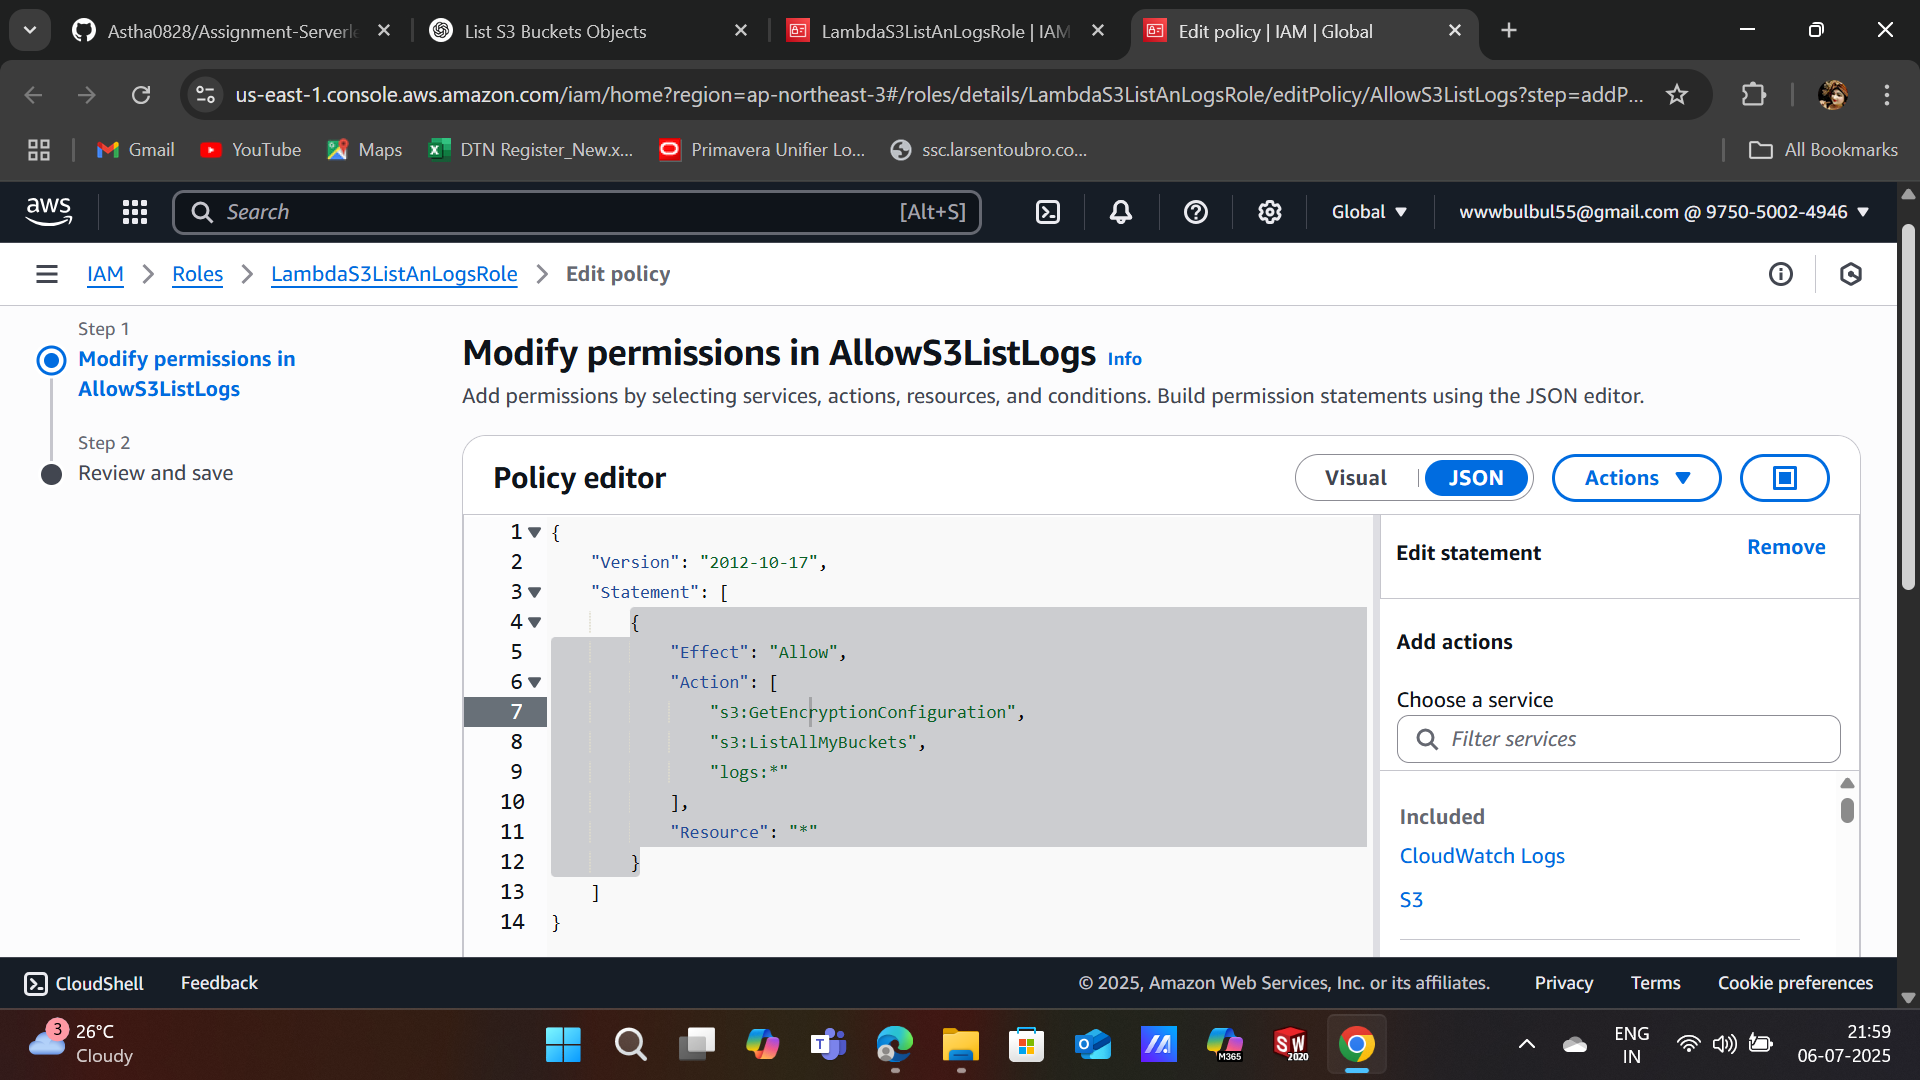 Astha0828/Assignment-Serverle
List S3 Buckets Objects
LambdaS3ListAnLogsRole | IAM
Edit policy | IAM | Global
us-east-1.console.aws.amazon.com/iam/home?region=ap-northeast-3#/roles/details/LambdaS3ListAnLogsRole/editPolicy/AllowS3ListLogs?step=addP...
Gmail
YouTube
Maps
DTN Register_New.x...
Primavera Unifier Lo...
ssc.larsentoubro.co...
All Bookmarks
aws
Search
[Alt+S]
Global
wwwbulbul55@gmail.com @ 9750-5002-4946
IAM
Roles
LambdaS3ListAnLogsRole
Edit policy
Step 1
Modify permissions in
AllowS3ListLogs
Step 2
Review and save
Modify permissions in AllowS3ListLogs Info
Add permissions by selecting services, actions, resources, and conditions. Build permission statements using the JSON editor.
Policy editor
Visual
JSON
Actions
1 {
2 "Version": "2012-10-17",
3 "Statement": [
4 {
5 "Effect": "Allow",
6 "Action": [
7 "s3:GetEncryptionConfiguration",
8 "s3:ListAllMyBuckets",
9 "logs:*"
10 ],
11 "Resource": "*"
12 }
13 ]
14 }
Edit statement
Remove
Add actions
Choose a service
Filter services
Included
CloudWatch Logs
S3
CloudShell
Feedback
© 2025, Amazon Web Services, Inc. or its affiliates.
Privacy
Terms
Cookie preferences
3
26°C
Cloudy
M365
SW
2020
ENG
IN
21:59
06-07-2025